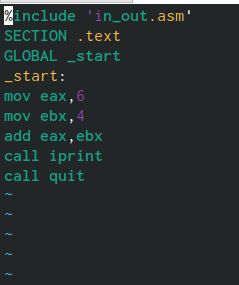 %include 'in_out.asm'
SECTION .text
GLOBAL _start
_start:
mov eax,6
mov ebx,4
add eax,ebx
call iprint
call quit
~
~
~
~
~